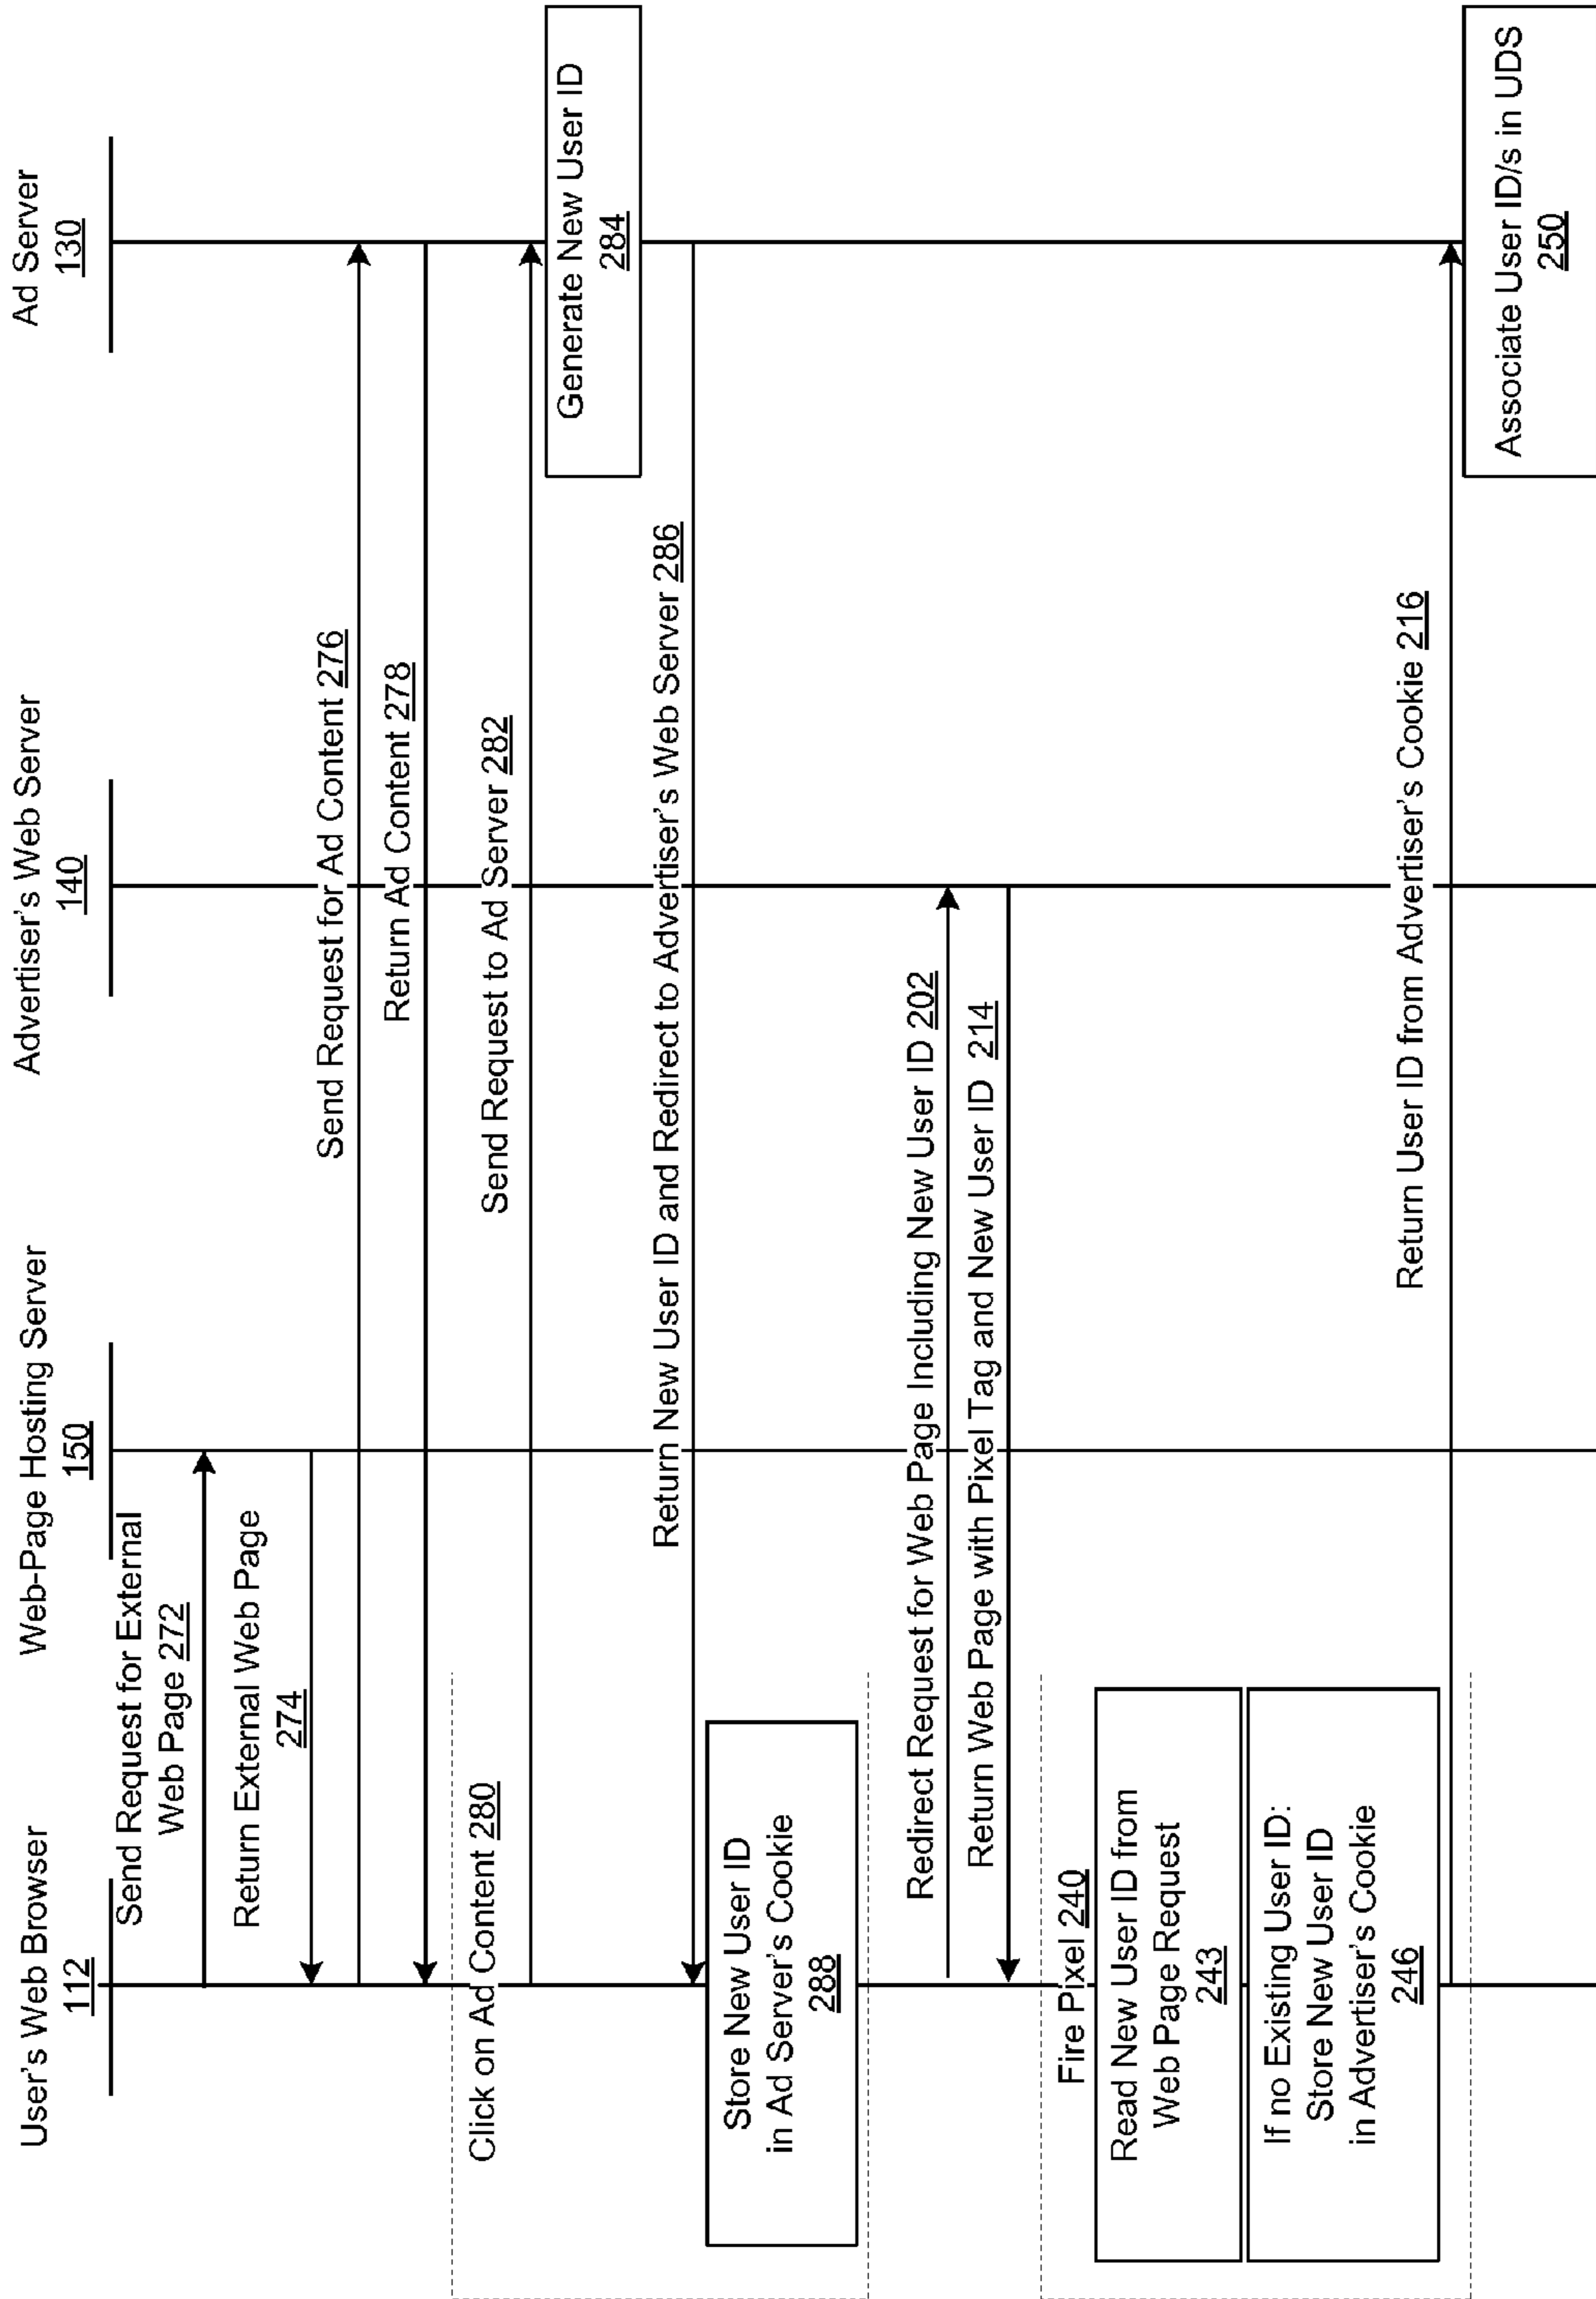 User's Web Browser
112
Web-Page Hosting Server
150
Advertiser's Web Server
140
Ad Server
130
Send Request for External
Web Page 272
Return External Web Page
274
Send Request for Ad Content 276
Return Ad Content 278
Click on Ad Content 280
Send Request to Ad Server 282
Generate New User ID
284
Return New User ID and Redirect to Advertiser's Web Server 286
Store New User ID
in Ad Server's Cookie
288
Redirect Request for Web Page Including New User ID 202
Return Web Page with Pixel Tag and New User ID 214
Fire Pixel 240
Read New User ID from
Web Page Request
243
If no Existing User ID:
Store New User ID
in Advertiser's Cookie
246
Return User ID from Advertiser's Cookie 216
Associate User ID/s in UDS
250